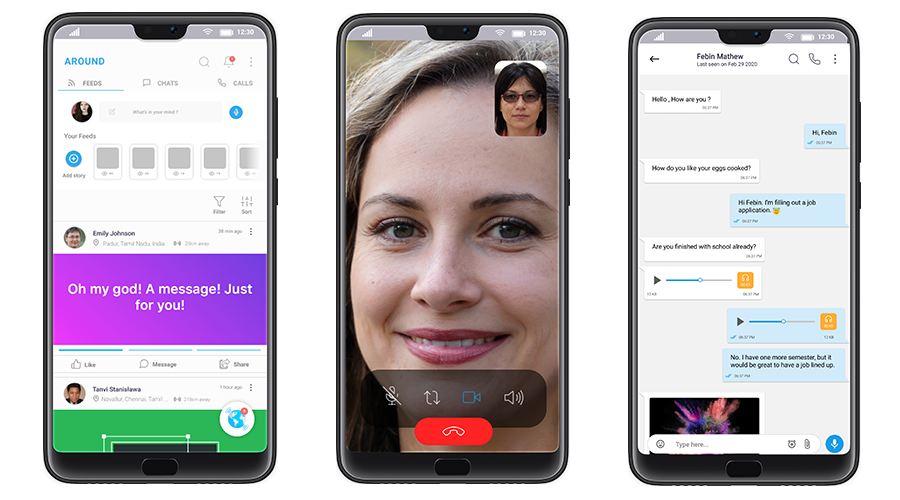 12:30
AROUND
FEEDS
CHATS
CALLS
What's in your mind ?
Your Feeds
Add story
Filter
Sort
Emily Johnson
38 min ago
Padur, Tamil Nadu, India
20km away
Oh my god! A message! Just
for you!
Like
Message
Share
Tanvi Stanislawa
1 hour ago
Navallur, Chennai, Tamil...
12:30
12:30
Febin Mathew
Last seen on Feb 29 2020
Hello , How are you ?
06:37 PM
Hi, Febin
06:37 PM
How do you like your eggs cooked?
06:37 PM
Hi Febin. I'm filling out a job
application.
06:37 PM
Are you finished with school already?
06:37 PM
12 KB
06:37 PM
06:37 PM
12 KB
No. I have one more semester, but it
would be great to have a job lined up.
06:37 PM
Type here...